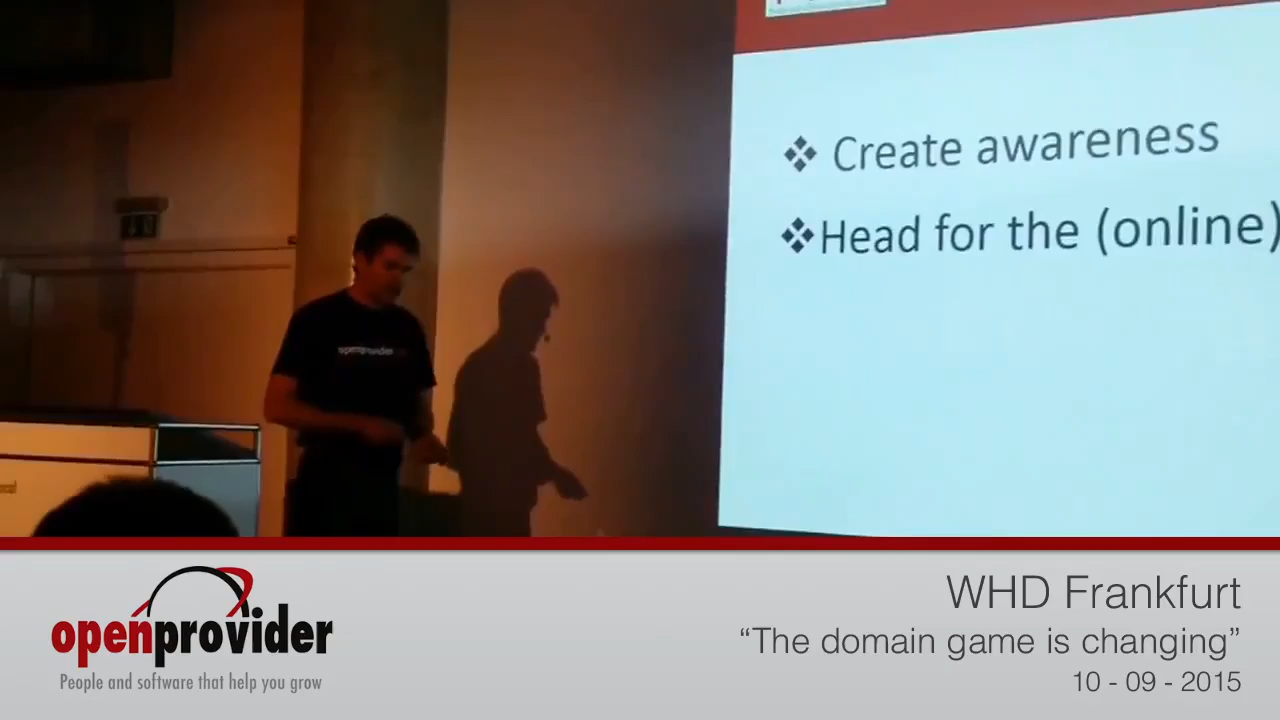 Create awareness
Head for the (online)
openprovider
openprovider
People and software that help you grow
WHD Frankfurt
“The domain game is changing”
10 - 09 - 2015